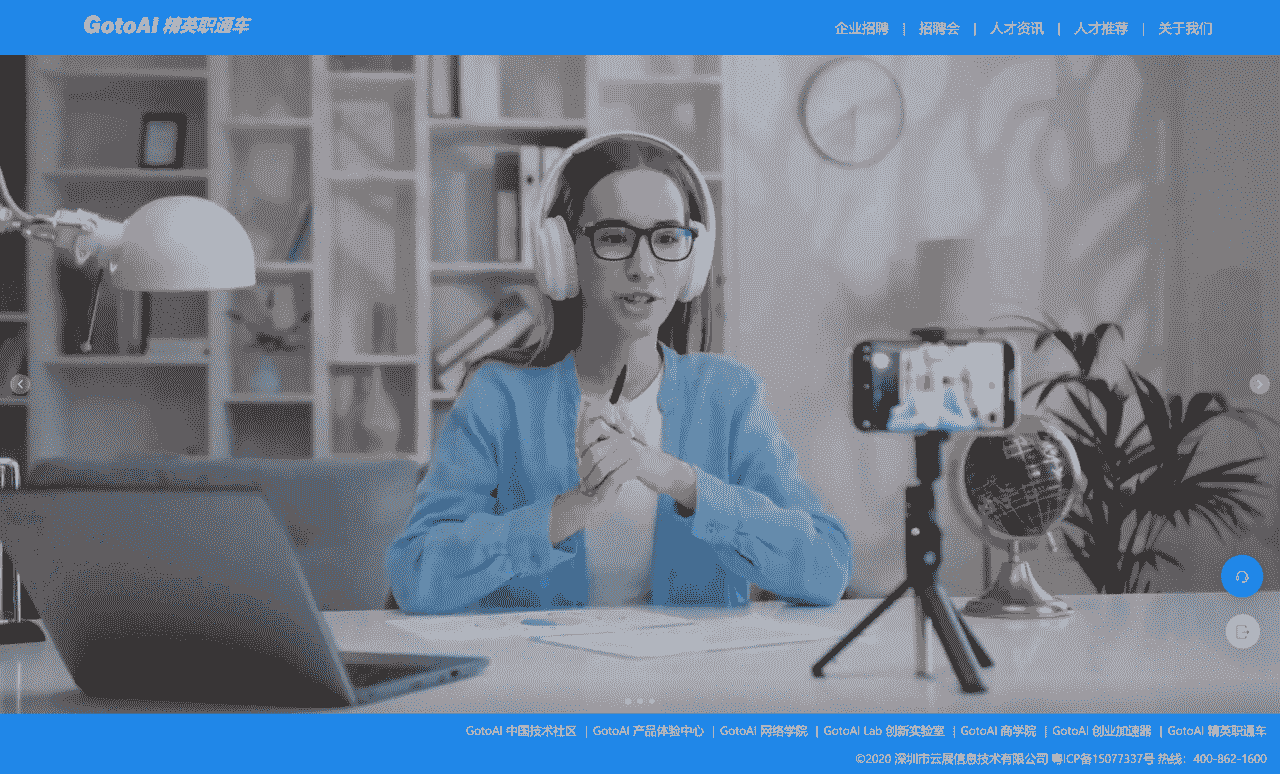 GotoAI 精英职通车
企业招聘 | 招聘会 | 人才资讯 | 人才推荐 | 关于我们
GotoAI 中国技术社区 | GotoAI 产品体验中心 | GotoAI 网络学院 | GotoAI Lab 创新实验室 | GotoAI 商学院 | GotoAI 创业加速器 | GotoAI 精英职通车
©2020 深圳市云展信息技术有限公司 粤ICP备15077337号 热线：400-862-1600